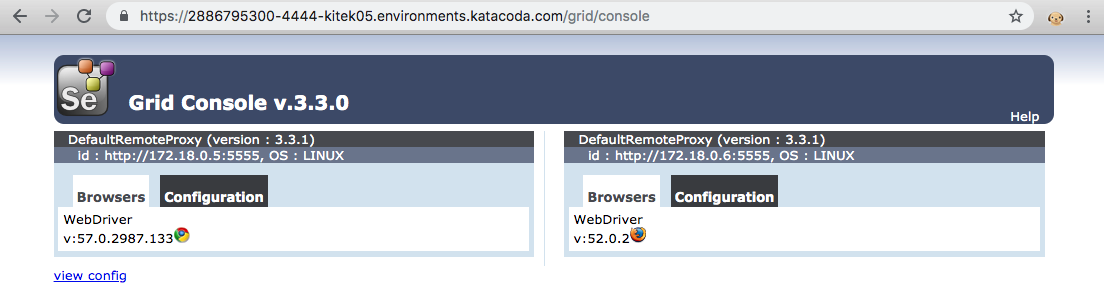 https://2886795300-4444-kitek05.environments.katacoda.com/grid/console
Se
Grid Console v.3.3.0
Help
DefaultRemoteProxy (version : 3.3.1)
id : http://172.18.0.5:5555, OS : LINUX
Browsers
Configuration
WebDriver
v:57.0.2987.133
DefaultRemoteProxy (version : 3.3.1)
id : http://172.18.0.6:5555, OS : LINUX
Browsers
Configuration
WebDriver
v:52.0.2
view config